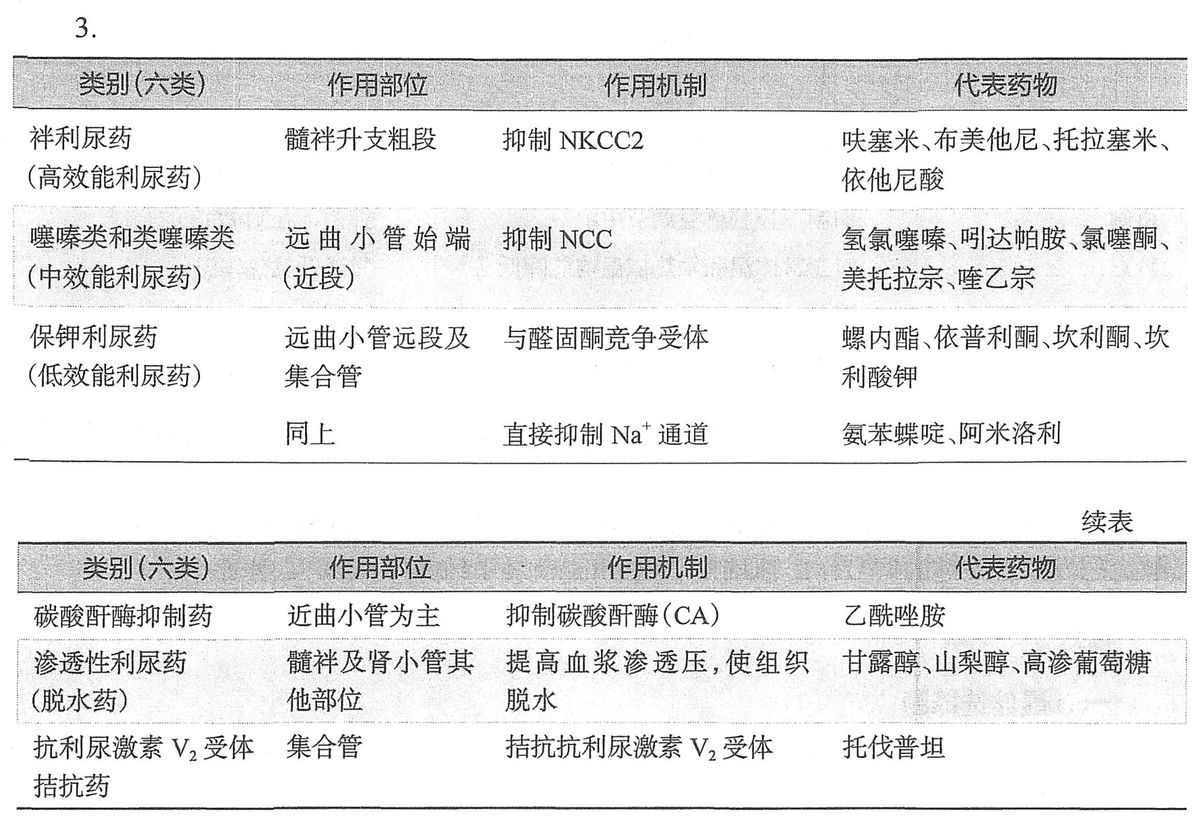 3.
类别(六类) 作用部位 作用机制 代表药物
袢利尿药 髓袢升支粗段 抑制 NKCC2 呋塞米、布美他尼、托拉塞米、
(高效能利尿药) 依他尼酸
噻嗪类和类噻嗪类 远曲小管始端 抑制 NCC 氢氯噻嗪、吲达帕胺、氯噻酮、
(中效能利尿药) (近段) 美托拉宗、喹乙宗
保钾利尿药 远曲小管远段及 与醛固酮竞争受体 螺内酯、依普利酮、坎利酮、坎
(低效能利尿药) 集合管 利酸钾
同上 直接抑制 Na⁺ 通道 氨苯蝶啶、阿米洛利
续表
类别(六类) 作用部位 作用机制 代表药物
碳酸酐酶抑制药 近曲小管为主 抑制碳酸酐酶(CA) 乙酰唑胺
渗透性利尿药 髓袢及肾小管其 提高血浆渗透压,使组织 甘露醇、山梨醇、高渗葡萄糖
(脱水药) 他部位 脱水
抗利尿激素 V₂ 受体 集合管 拮抗抗利尿激素 V₂ 受体 托伐普坦
拮抗药